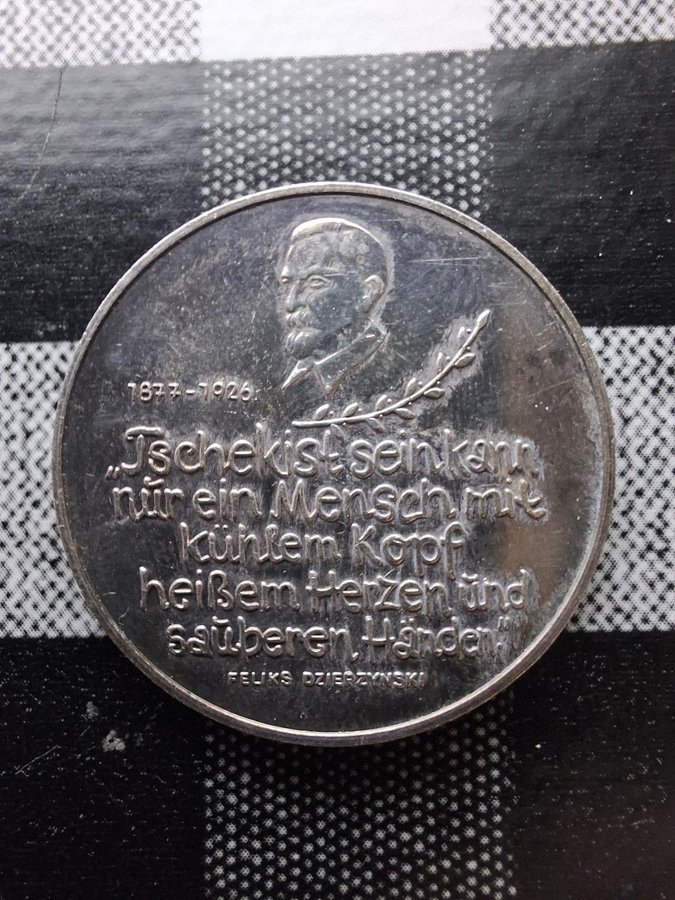 1877-1926.
„Tschekist sein kann
nur ein Mensch mit
kühlem Kopf
heißem Herzen und
sauberen Händen“
FELIKS DZIERZYNSKI